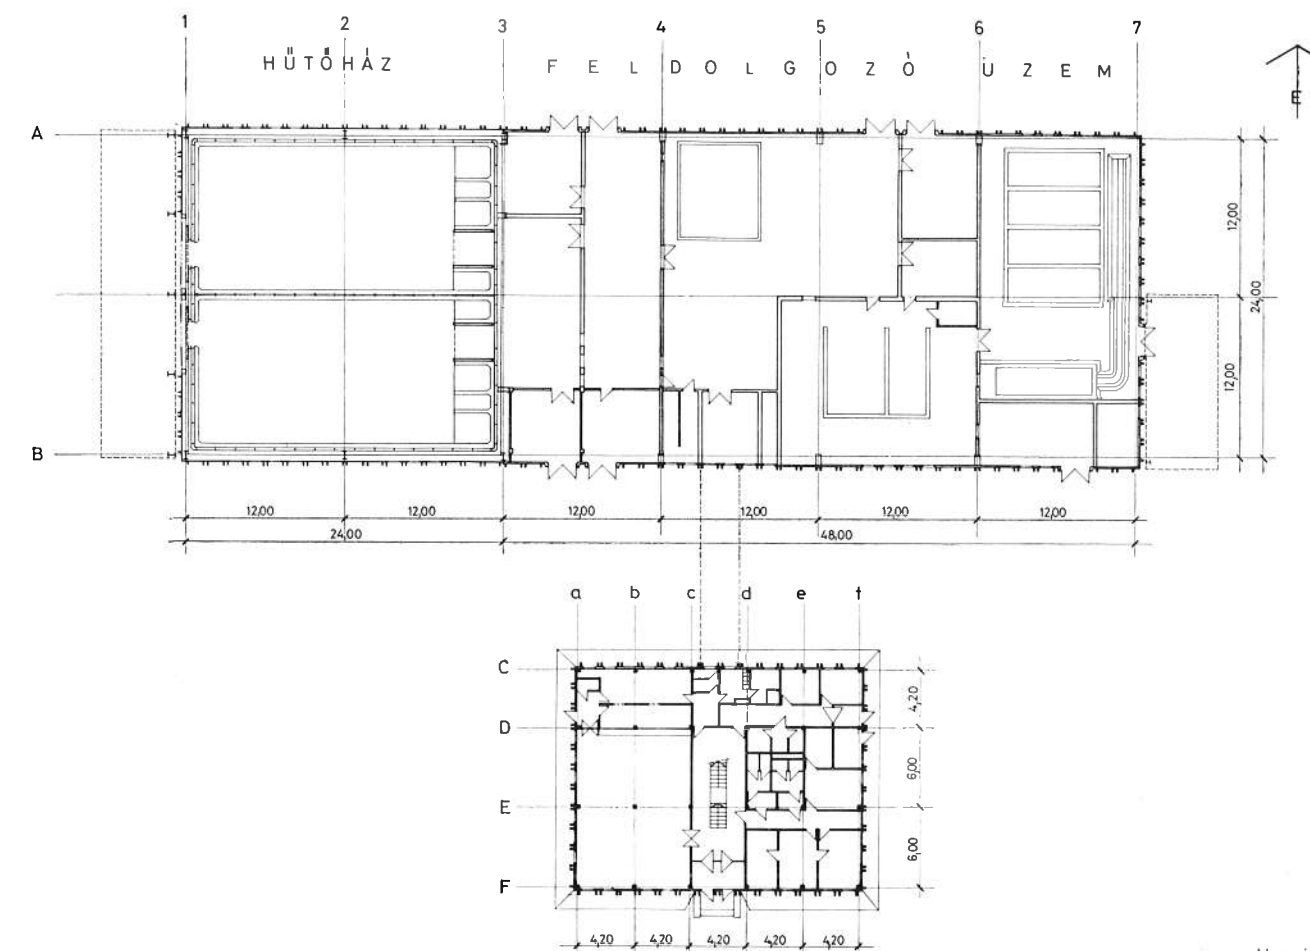 1 2 3 4 5 6 7
HŰTŐHÁZ FELDOLGOZÓ ÜZEM
É
A
12,00
24,00
12,00
B
12,00 12,00 12,00 12,00 12,00 12,00
24,00 48,00
a b c d e f
C
4,20
D
6,00
E
6,00
F
4,20 4,20 4,20 4,20 4,20